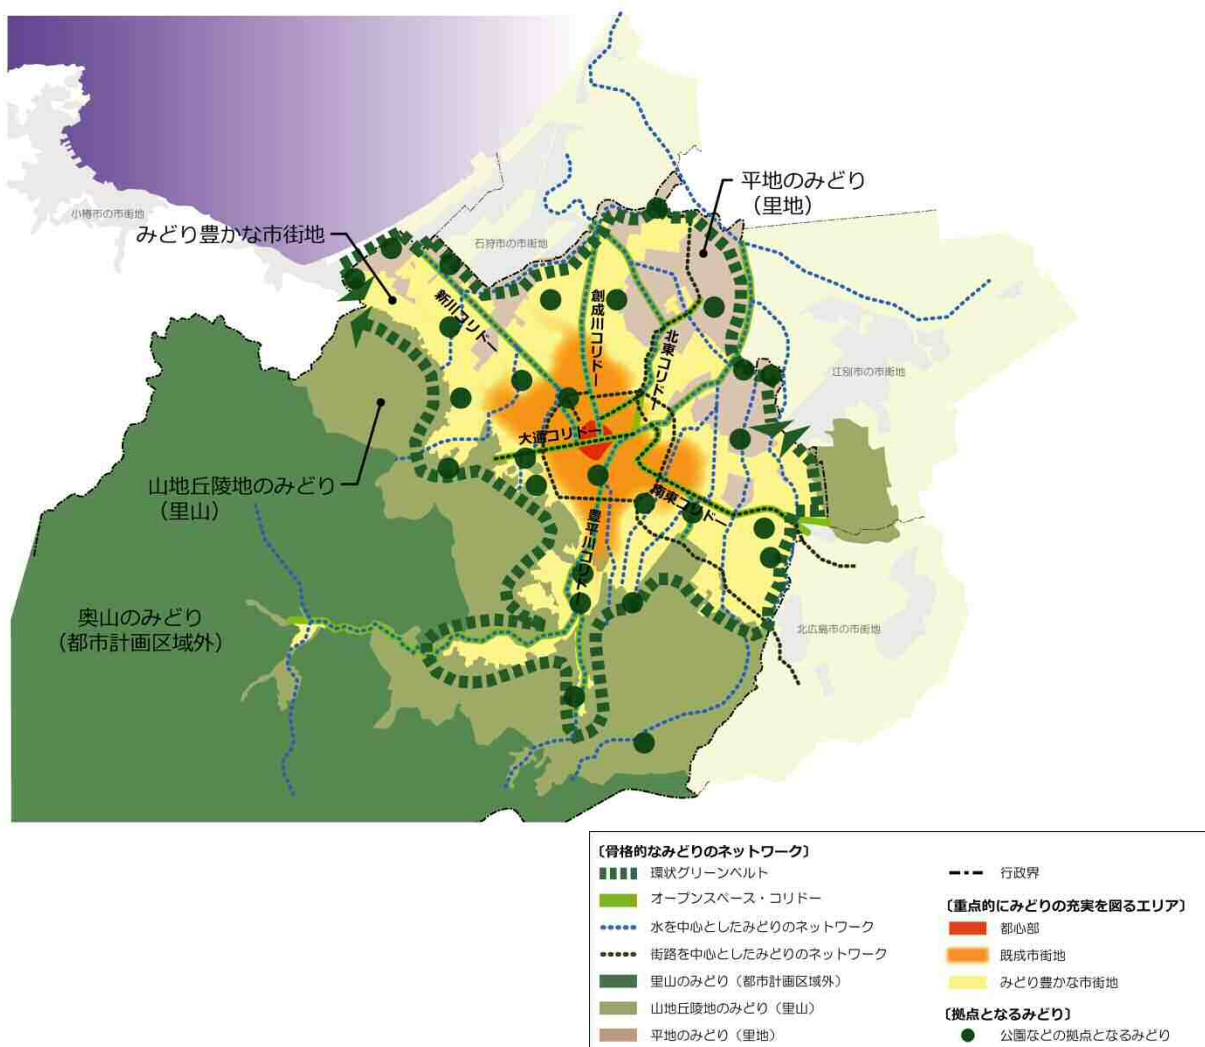 平地のみどり
（里地）
小樽市の市街地
みどり豊かな市街地
石狩市の市街地
新川コリドー
創成川コリドー
北東コリドー
江別市の市街地
大通コリドー
山地丘陵地のみどり
（里山）
南東コリドー
豊平川コリドー
奥山のみどり
（都市計画区域外）
北広島市の市街地
〔骨格的なみどりのネットワーク〕
環状グリーンベルト
オープンスペース・コリドー
水を中心としたみどりのネットワーク
街路を中心としたみどりのネットワーク
里山のみどり（都市計画区域外）
山地丘陵地のみどり（里山）
平地のみどり（里地）
行政界
〔重点的にみどりの充実を図るエリア〕
都心部
既成市街地
みどり豊かな市街地
〔拠点となるみどり〕
公園などの拠点となるみどり